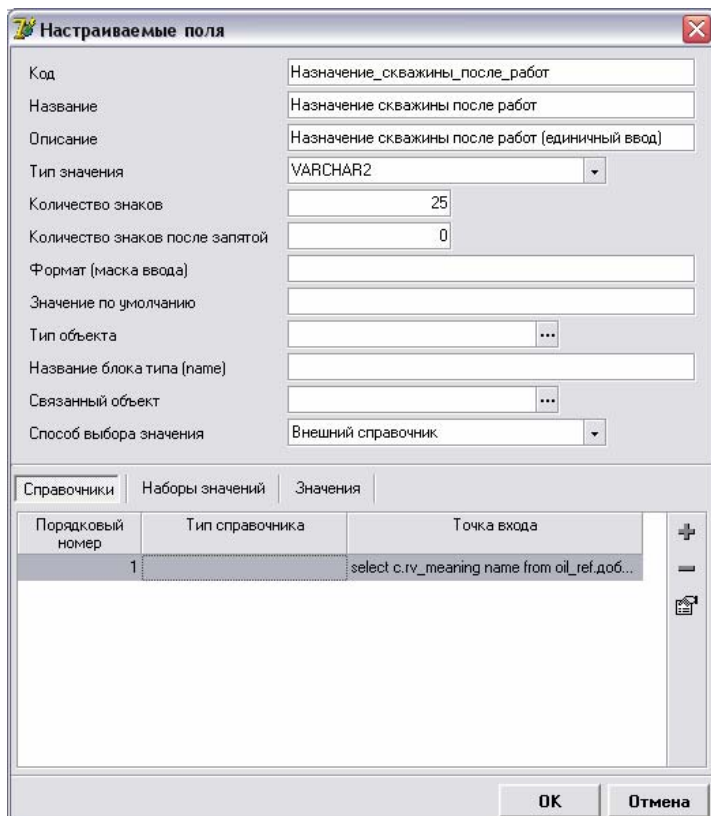 Настраиваемые поля
Код Назначение_скважины_после_работ
Название Назначение скважины после работ
Описание Назначение скважины после работ (единичный ввод)
Тип значения VARCHAR2
Количество знаков 25
Количество знаков после запятой 0
Формат (маска ввода)
Значение по умолчанию
Тип объекта ...
Название блока типа (name)
Связанный объект ...
Способ выбора значения Внешний справочник
Справочники Наборы значений Значения
Порядковый номер Тип справочника Точка входа
1 select c.rv_meaning name from oil_ref.доб...
OK Отмена